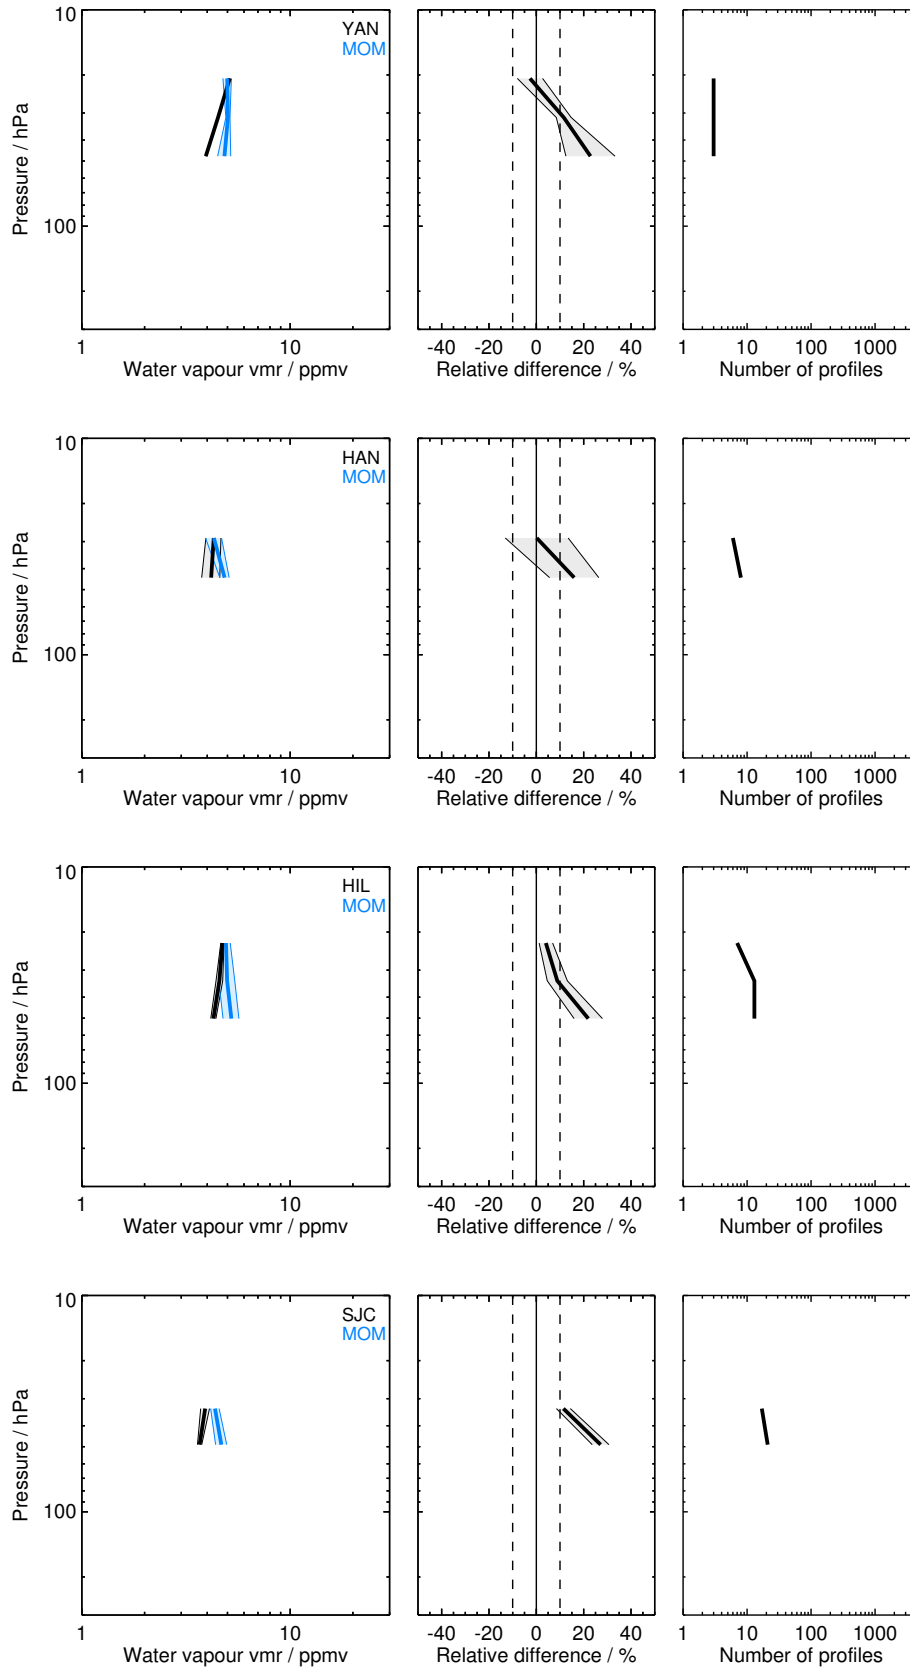 10
YAN
MOM
Pressure / hPa
100
1
10
-40
-20
0
20
40
1
10
100
1000
Water vapour vmr / ppmv
Relative difference / %
Number of profiles
10
HAN
MOM
Pressure / hPa
100
1
10
-40
-20
0
20
40
1
10
100
1000
Water vapour vmr / ppmv
Relative difference / %
Number of profiles
10
HIL
MOM
Pressure / hPa
100
1
10
-40
-20
0
20
40
1
10
100
1000
Water vapour vmr / ppmv
Relative difference / %
Number of profiles
10
SJC
MOM
Pressure / hPa
100
1
10
-40
-20
0
20
40
1
10
100
1000
Water vapour vmr / ppmv
Relative difference / %
Number of profiles